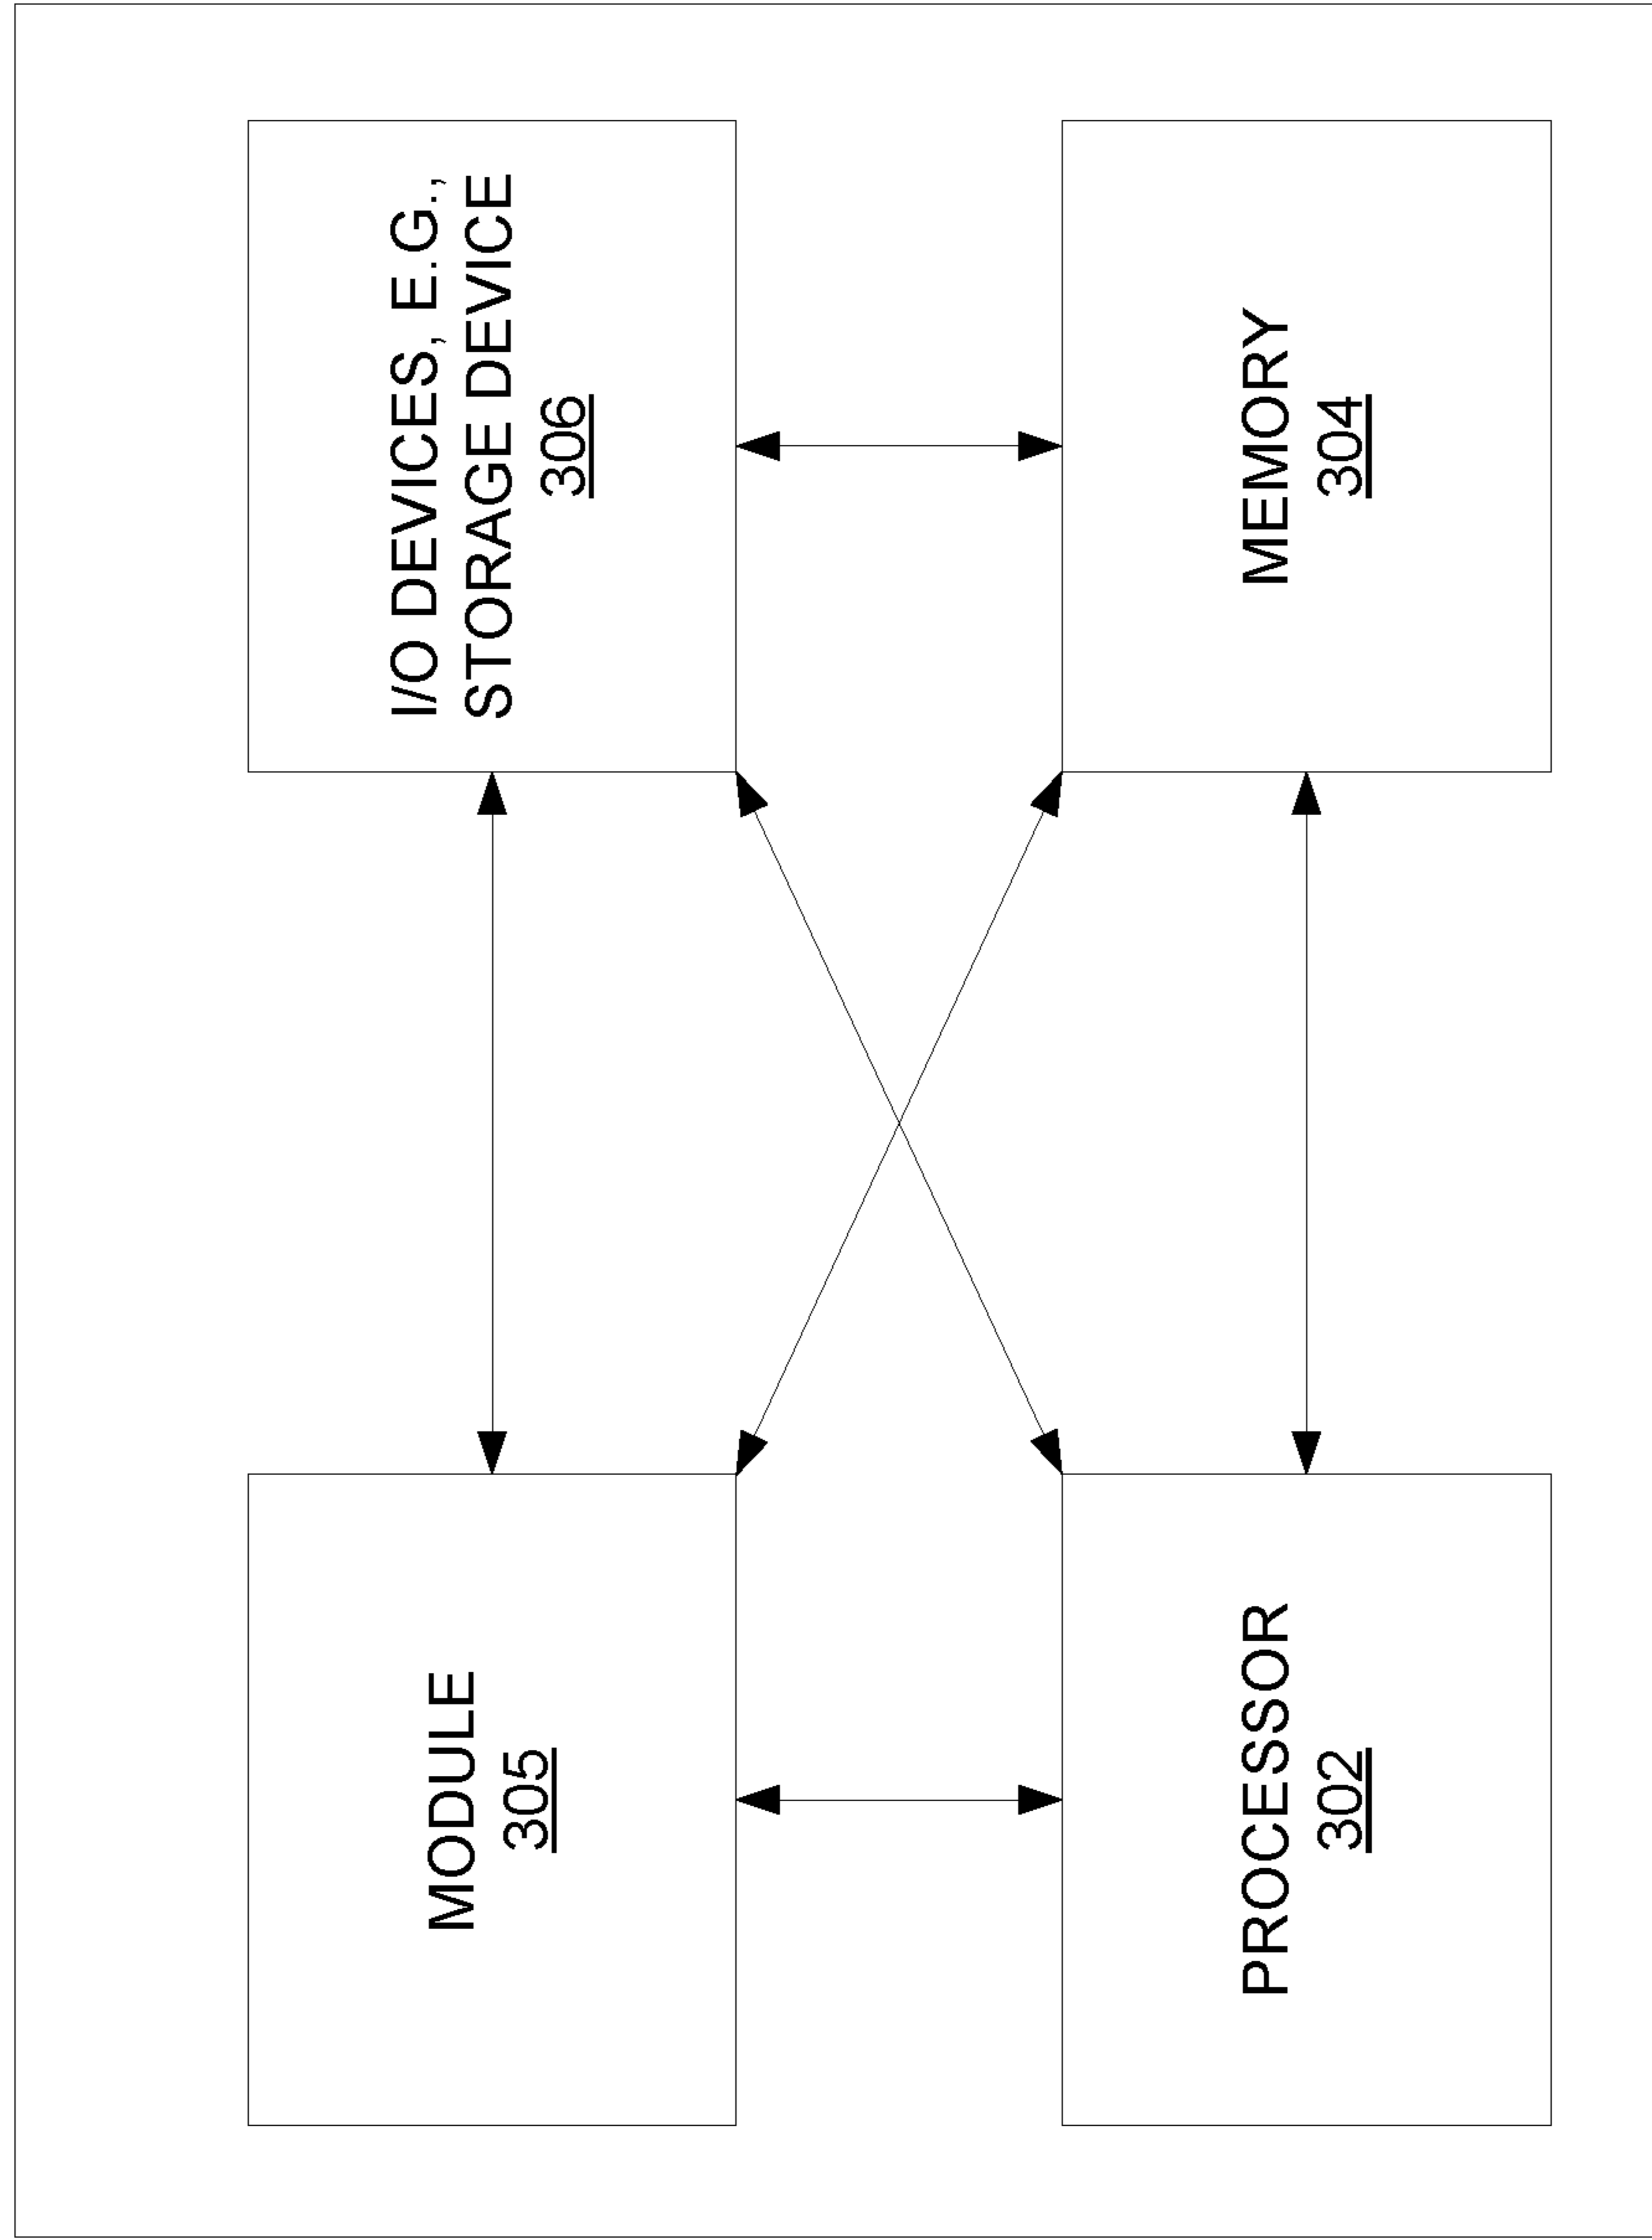 MODULE
305
I/O DEVICES, E.G.,
STORAGE DEVICE
306
PROCESSOR
302
MEMORY
304